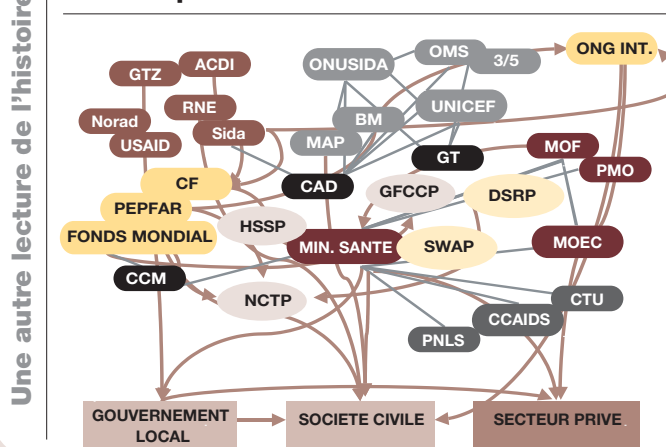 Une autre lecture de l'histoire
OMS
ONG INT.
3/5
ACDI
ONUSIDA
GTZ
RNE
UNICEF
Norad
BM
Sida
USAID
MAP
MOF
GT
PMO
CF
CAD
GFCCP
DSRP
PEPFAR
HSSP
FONDS MONDIAL
MIN. SANTE
SWAP
MOEC
CCM
NCTP
CTU
CCAIDS
PNLS
GOUVERNEMENT
LOCAL
SOCIETE CIVILE
SECTEUR PRIVE